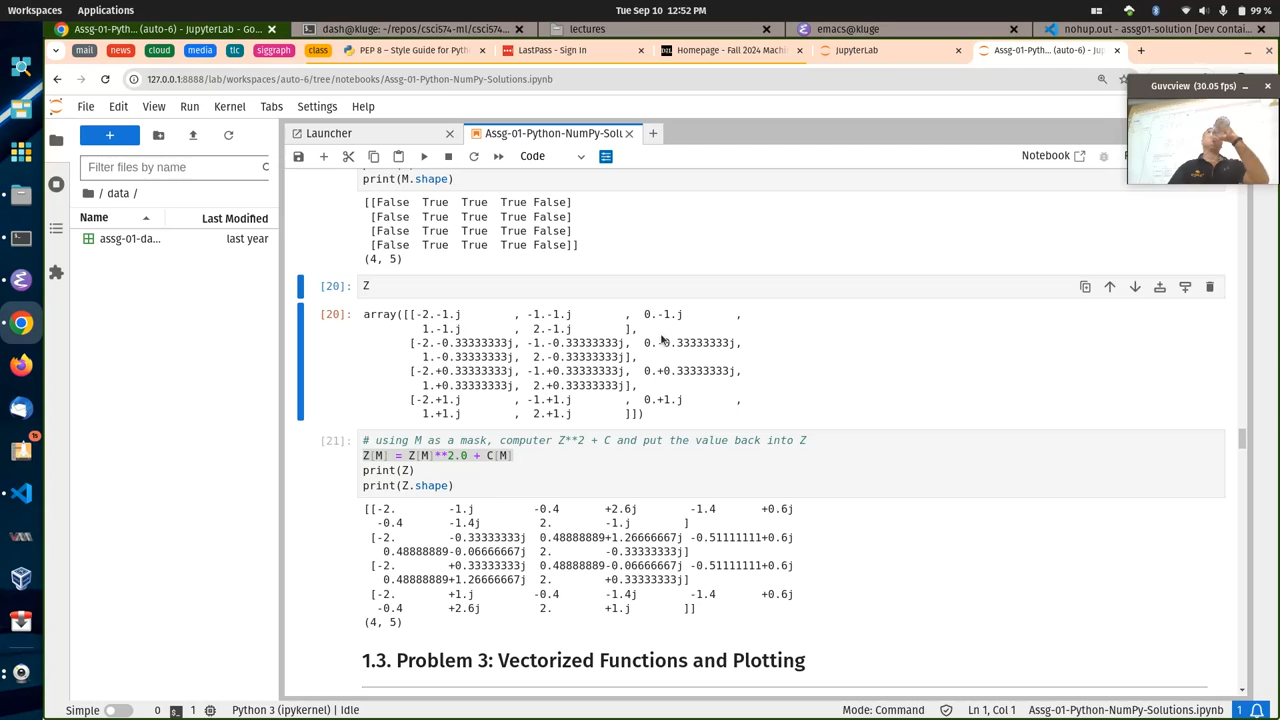 Workspaces Applications
Tue Sep 10 12:52 PM
99 %
Assg-01-Pyth... (auto-6) - JupyterLab - Go...
dash@kluge: ~/repos/csci574-ml/csci574...
lectures
emacs@kluge
nohup.out - assg01-solution [Dev Contai...
mail
news
cloud
media
tic
siggraph
class
PEP 8 – Style Guide for Pyth
LastPass - Sign In
Homepage - Fall 2024 Machi
JupyterLab
Assg-01-Pyth... (auto-6) - Ju
127.0.0.1:8888/lab/workspaces/auto-6/tree/notebooks/Assg-01-Python-NumPy-Solutions.ipynb
Guvcview (30.05 fps)
File Edit View Run Kernel Tabs Settings Help
Launcher
Assg-01-Python-NumPy-Solu
Filter files by name
Code
Notebook
/ data /
Name Last Modified
assg-01-da... last year
print(M.shape)
[[False True True True False]
[False True True True False]
[False True True True False]
[False True True True False]]
(4, 5)
[20]: Z
[20]: array([[-2.-1.j , -1.-1.j , 0.-1.j ,
1.-1.j , 2.-1.j ],
[-2.-0.33333333j, -1.-0.33333333j, 0.-0.33333333j,
1.-0.33333333j, 2.-0.33333333j],
[-2.+0.33333333j, -1.+0.33333333j, 0.+0.33333333j,
1.+0.33333333j, 2.+0.33333333j],
[-2.+1.j , -1.+1.j , 0.+1.j ,
1.+1.j , 2.+1.j ]])
[21]: # using M as a mask, computer Z**2 + C and put the value back into Z
Z[M] = Z[M]**2.0 + C[M]
print(Z)
print(Z.shape)
[[-2. -1.j -0.4 +2.6j -1.4 +0.6j
-0.4 -1.4j 2. -1.j ]
[-2. -0.33333333j 0.48888889+1.26666667j -0.51111111+0.6j
0.48888889-0.06666667j 2. -0.33333333j]
[-2. +0.33333333j 0.48888889-0.06666667j -0.51111111+0.6j
0.48888889+1.26666667j 2. +0.33333333j]
[-2. +1.j -0.4 -1.4j -1.4 +0.6j
-0.4 +2.6j 2. +1.j ]]
(4, 5)
1.3. Problem 3: Vectorized Functions and Plotting
15
Simple 0 1 Python 3 (ipykernel) | Idle Mode: Command Ln 1, Col 1 Assg-01-Python-NumPy-Solutions.ipynb 1